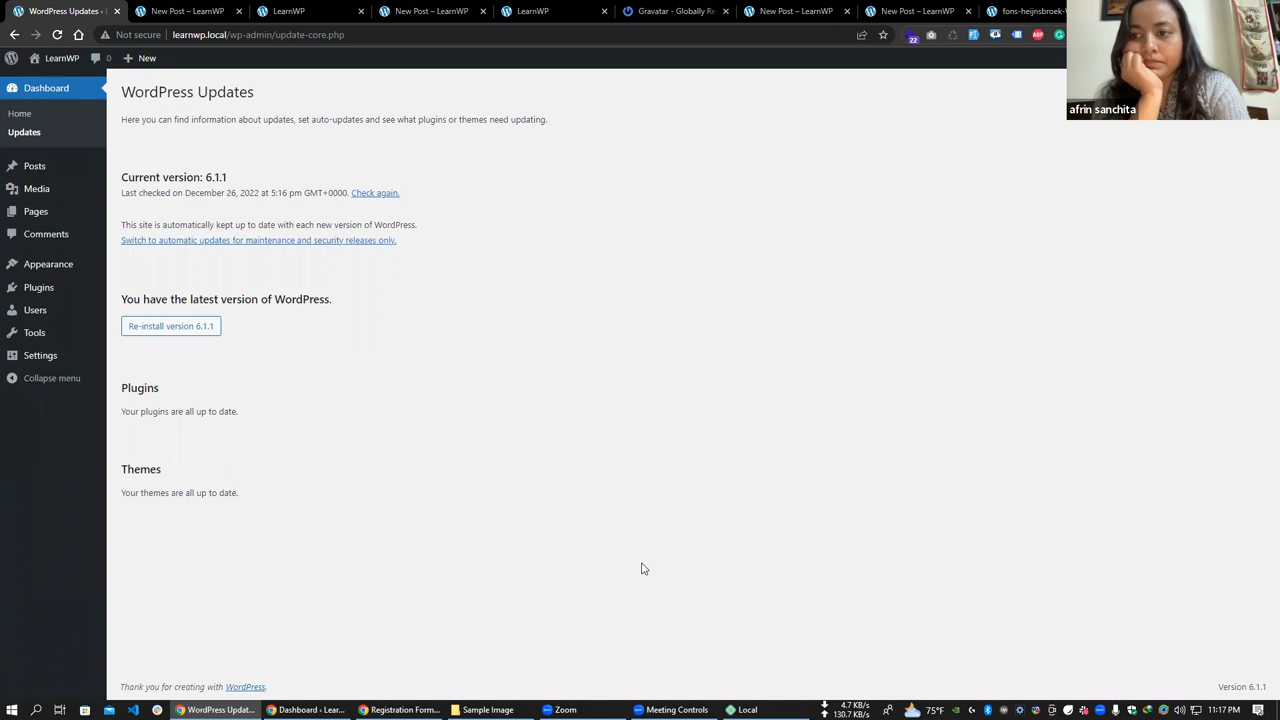 WordPress Updates ‹
New Post – LearnWP
LearnWP
New Post – LearnWP
LearnWP
Gravatar - Globally Re
New Post – LearnWP
New Post – LearnWP
fons-heijnsbroek-
learnwp.local/wp-admin/update-core.php
22
ABP
LearnWP
0
New
afrin sanchita
Dashboard
Home
Updates
Posts
Media
Pages
Comments
Appearance
Plugins
Users
Tools
Settings
Collapse menu
WordPress Updates
Here you can find information about updates, set auto-updates and see what plugins or themes need updating.
Current version: 6.1.1
Last checked on December 26, 2022 at 5:16 pm GMT+0000. Check again.
This site is automatically kept up to date with each new version of WordPress.
Switch to automatic updates for maintenance and security releases only.
You have the latest version of WordPress.
Re-install version 6.1.1
Plugins
Your plugins are all up to date.
Themes
Your themes are all up to date.
Thank you for creating with WordPress.
Version 6.1.1
WordPress Updat...
Dashboard ‹ Lear...
Registration Form...
Sample Image
Zoom
Meeting Controls
Local
4.7 KB/s
130.7 KB/s
75°F
11:17 PM